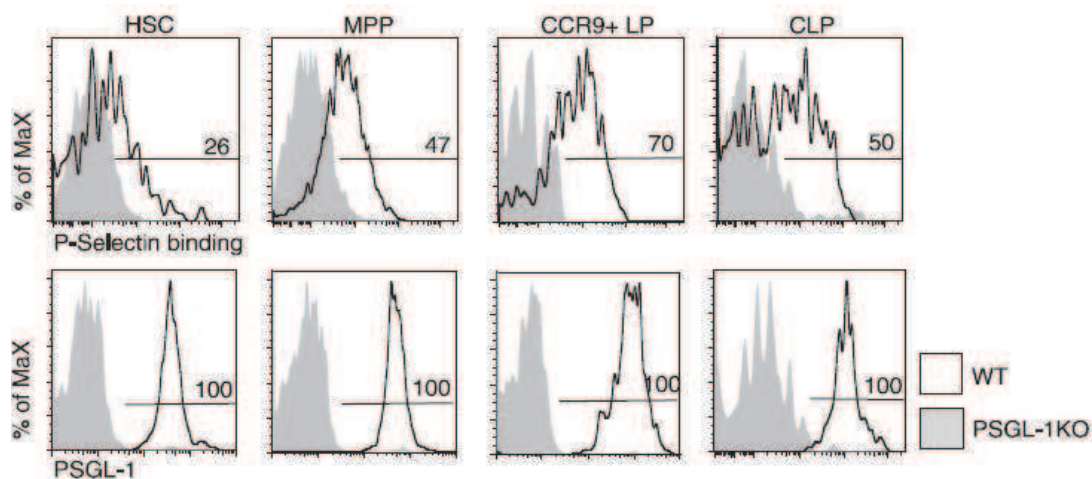 HSC MPP CCR9+ LP CLP
% of MaX
26 47 70 50
P-Selectin binding
% of MaX
100 100 100 100
WT
PSGL-1KO
PSGL-1